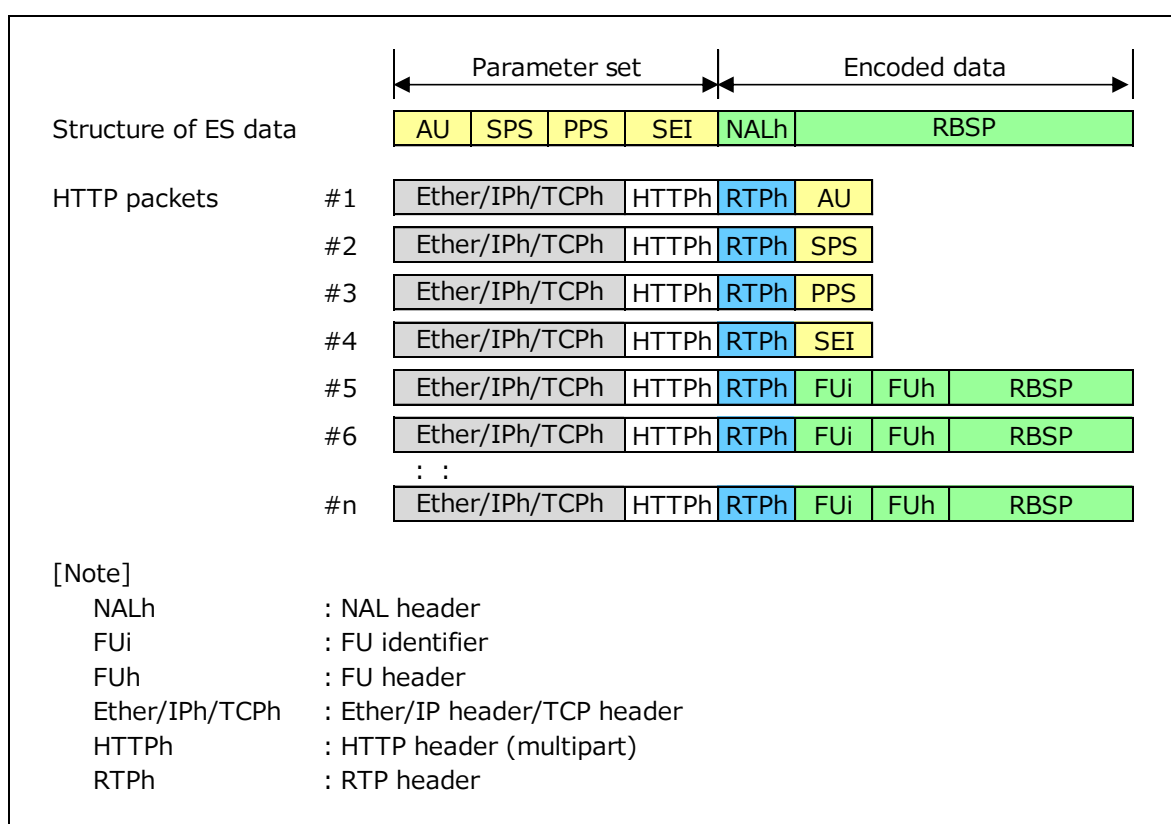 Parameter set Encoded data
Structure of ES data AU SPS PPS SEI NALh RBSP
HTTP packets #1 Ether/IPh/TCPh HTTPh RTPh AU
#2 Ether/IPh/TCPh HTTPh RTPh SPS
#3 Ether/IPh/TCPh HTTPh RTPh PPS
#4 Ether/IPh/TCPh HTTPh RTPh SEI
#5 Ether/IPh/TCPh HTTPh RTPh FUi FUh RBSP
#6 Ether/IPh/TCPh HTTPh RTPh FUi FUh RBSP
: :
#n Ether/IPh/TCPh HTTPh RTPh FUi FUh RBSP
[Note]
NALh : NAL header
FUi : FU identifier
FUh : FU header
Ether/IPh/TCPh : Ether/IP header/TCP header
HTTPh : HTTP header (multipart)
RTPh : RTP header